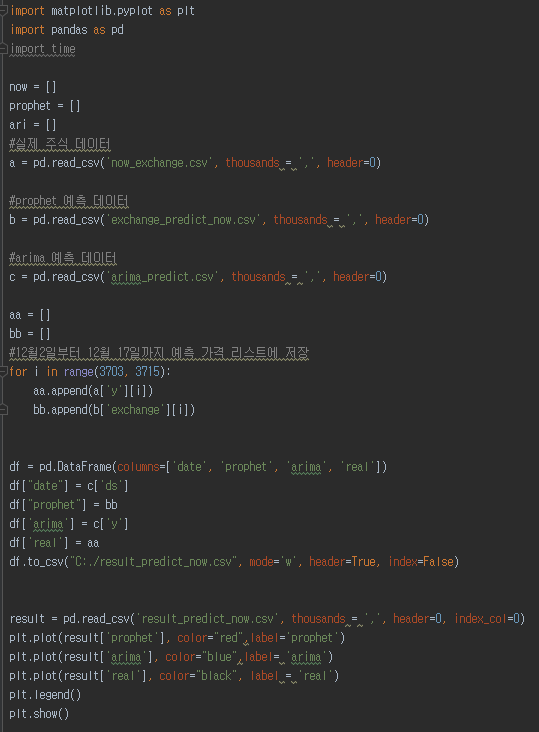 import matplotlib.pyplot as plt
import pandas as pd
import time
now = []
prophet = []
ari = []
#실제 주식 데이터
a = pd.read_csv('now_exchange.csv', thousands = ',', header=0)
#prophet 예측 데이터
b = pd.read_csv('exchange_predict_now.csv', thousands = ',', header=0)
#arima 예측 데이터
c = pd.read_csv('arima_predict.csv', thousands = ',', header=0)
aa = []
bb = []
#12월2일부터 12월 17일까지 예측 가격 리스트에 저장
for i in range(3703, 3715):
    aa.append(a['y'][i])
    bb.append(b['exchange'][i])
df = pd.DataFrame(columns=['date', 'prophet', 'arima', 'real'])
df["date"] = c['ds']
df["prophet"] = bb
df['arima'] = c['y']
df['real'] = aa
df.to_csv("C:./result_predict_now.csv", mode='w', header=True, index=False)
result = pd.read_csv('result_predict_now.csv', thousands = ',', header=0, index_col=0)
plt.plot(result['prophet'], color="red",label='prophet')
plt.plot(result['arima'], color="blue",label= 'arima')
plt.plot(result['real'], color="black", label = 'real')
plt.legend()
plt.show()